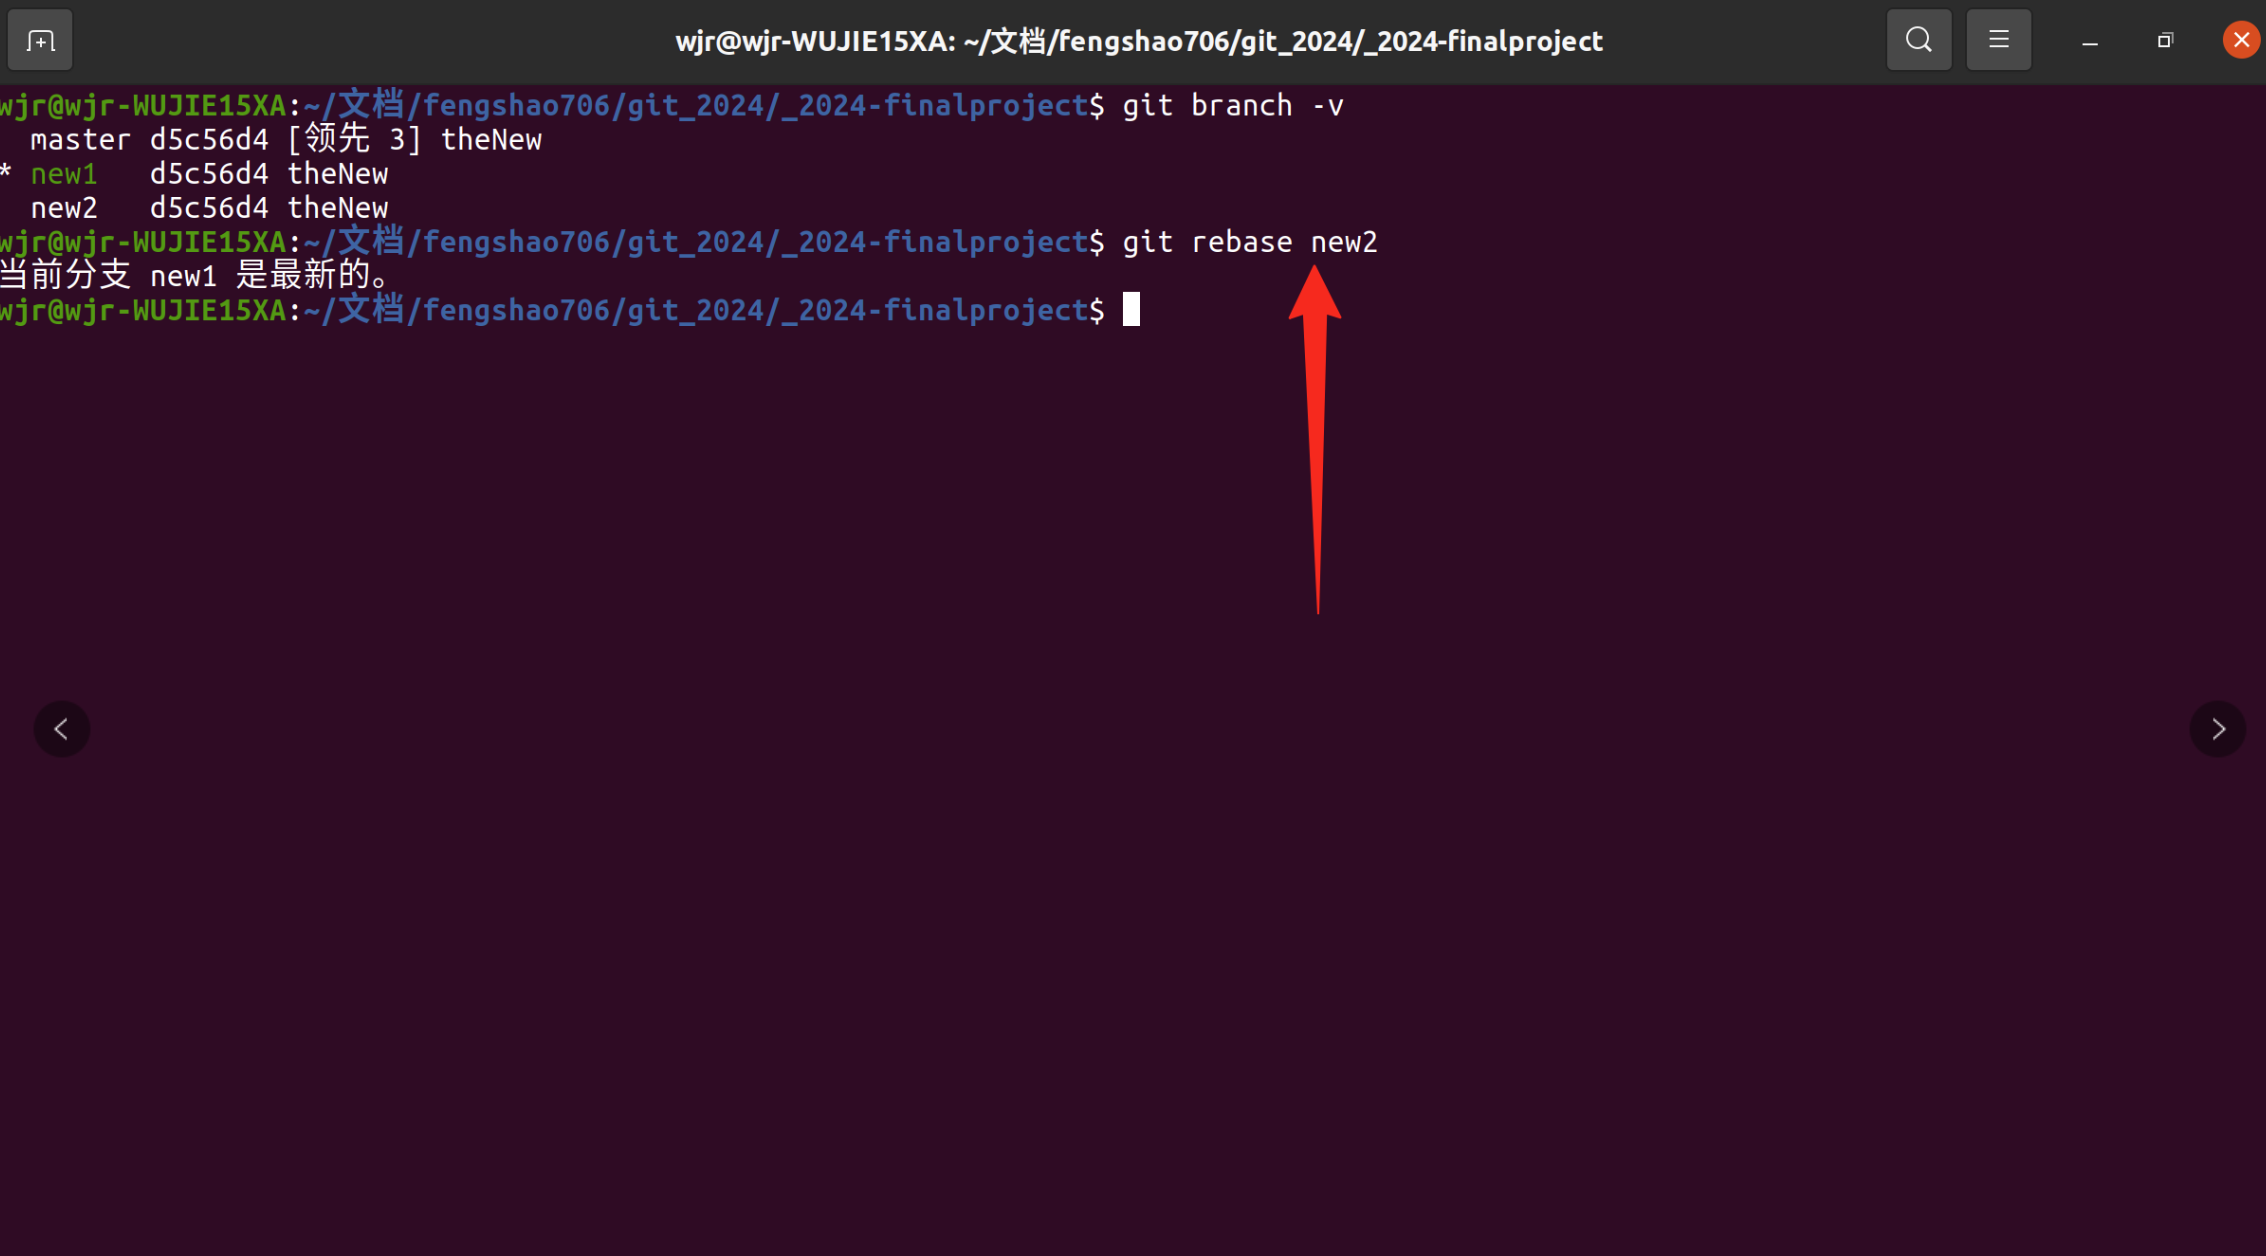 wjr@wjr-WUJIE15XA: ~/文档/fengshao706/git_2024/_2024-finalproject
wjr@wjr-WUJIE15XA:~/文档/fengshao706/git_2024/_2024-finalproject$ git branch -v
  master d5c56d4 [领先 3] theNew
* new1   d5c56d4 theNew
  new2   d5c56d4 theNew
wjr@wjr-WUJIE15XA:~/文档/fengshao706/git_2024/_2024-finalproject$ git rebase new2
当前分支 new1 是最新的。
wjr@wjr-WUJIE15XA:~/文档/fengshao706/git_2024/_2024-finalproject$